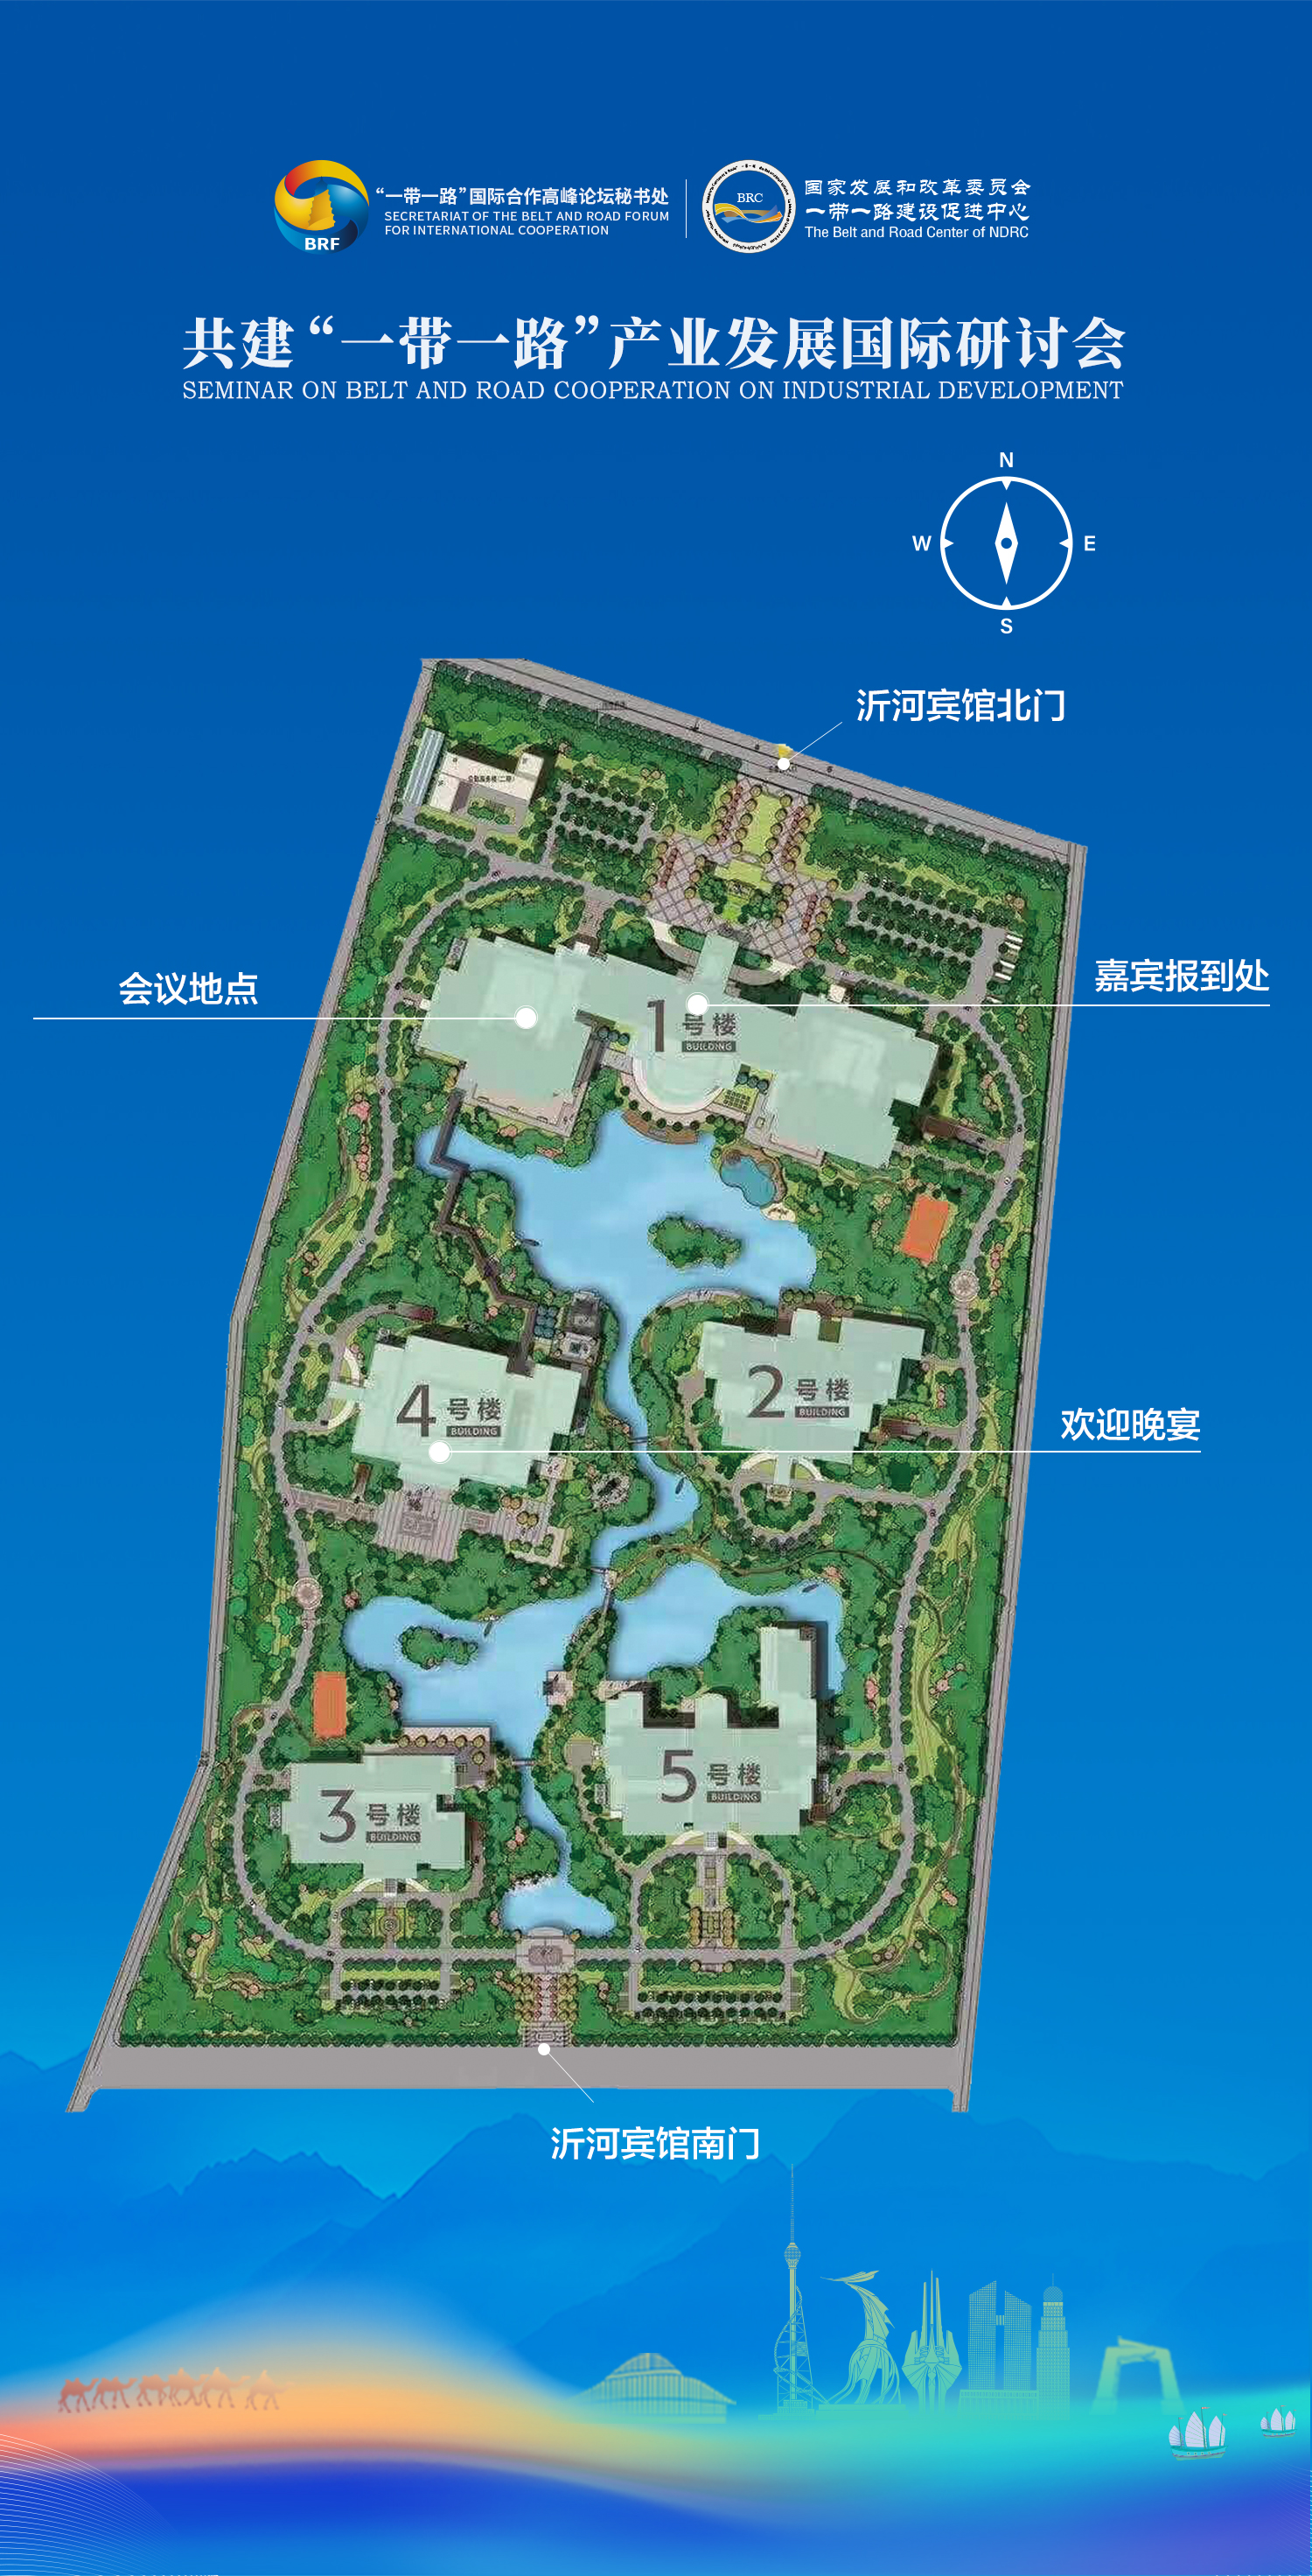 “一带一路”国际合作高峰论坛秘书处
SECRETARIAT OF THE BELT AND ROAD FORUM
FOR INTERNATIONAL COOPERATION
BRF
BRC
国家发展和改革委员会
一带一路建设促进中心
The Belt and Road Center of NDRC
共建“一带一路”产业发展国际研讨会
SEMINAR ON BELT AND ROAD COOPERATION ON INDUSTRIAL DEVELOPMENT
N
W
E
S
沂河宾馆北门
会议地点
嘉宾报到处
1号楼
BUILDING
4号楼
BUILDING
2号楼
BUILDING
欢迎晚宴
5号楼
BUILDING
3号楼
BUILDING
沂河宾馆南门